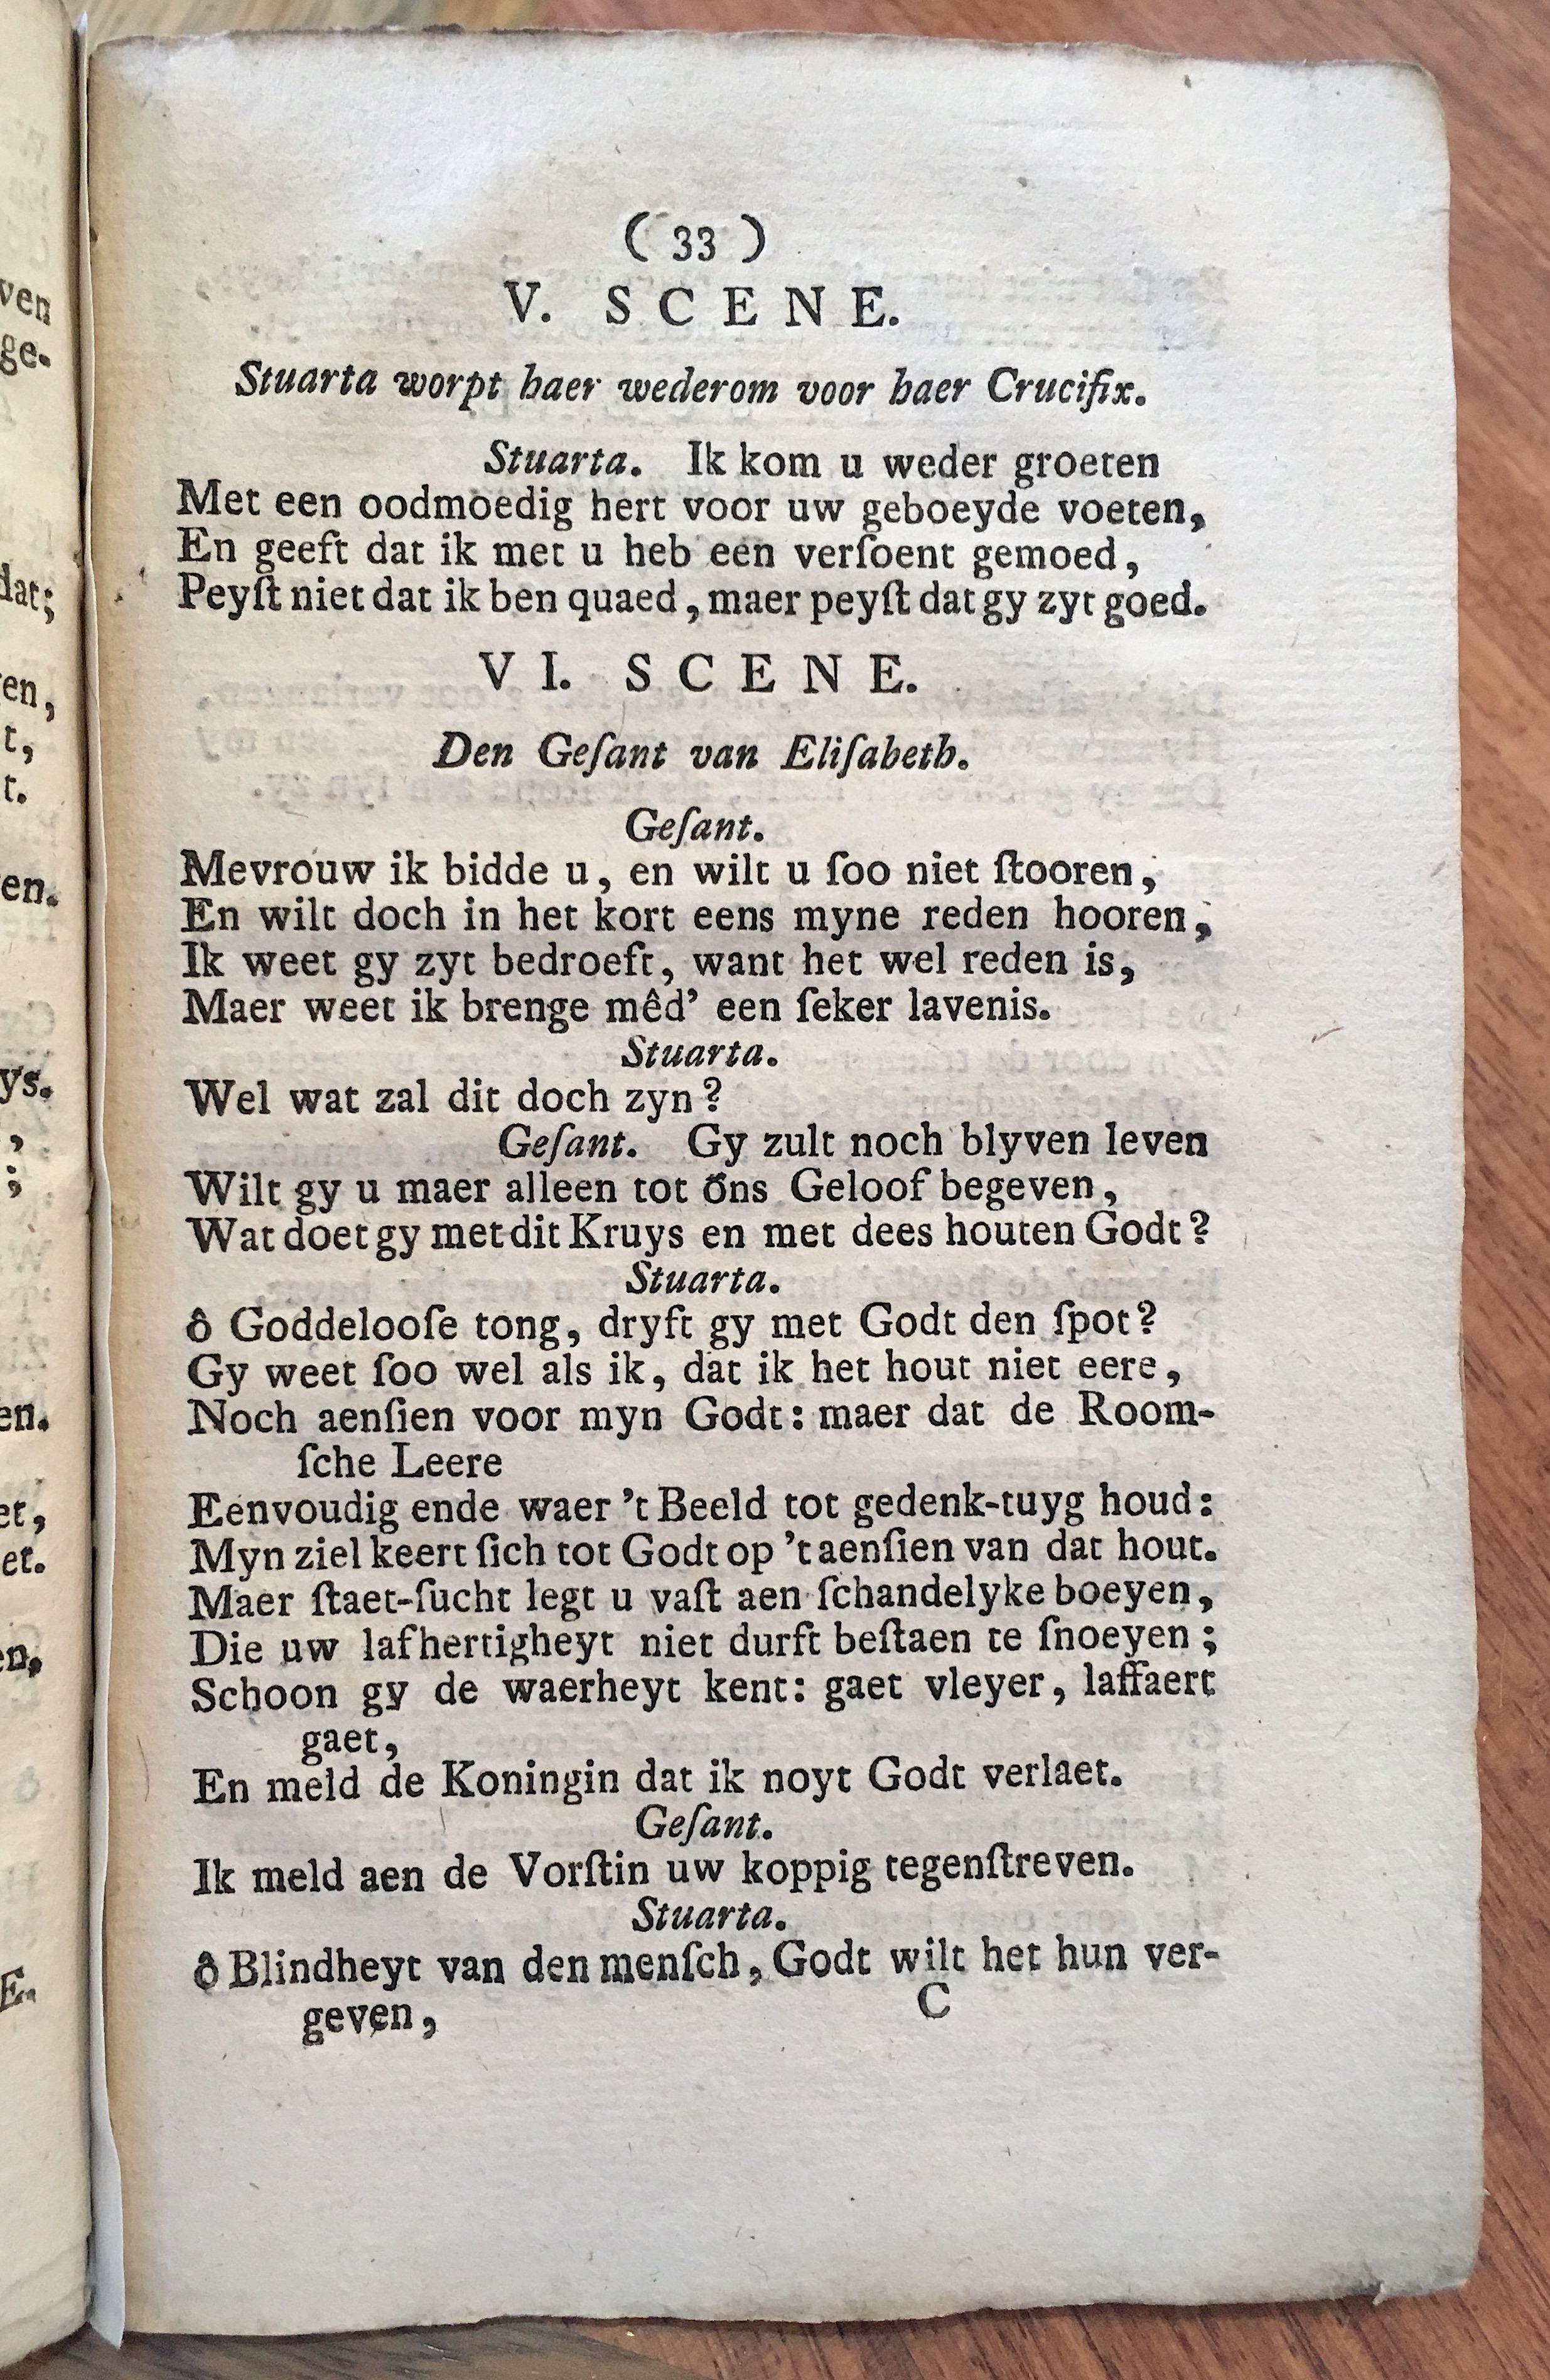 ( 33 )
V. SCENE.
Stuarta worpt haer wederom voor haer Crucifix.
Stuarta. Ik kom u weder groeten
Met een oodmoedig hert voor uw geboeyde voeten,
En geeft dat ik met u heb een verſoent gemoed,
Peyſt niet dat ik ben quaed, maer peyſt dat gy zyt goed.
VI. SCENE.
Den Geſant van Eliſabeth.
Geſant.
Mevrouw ik bidde u, en wilt u ſoo niet ſtooren,
En wilt doch in het kort eens myne reden hooren,
Ik weet gy zyt bedroeft, want het wel reden is,
Maer weet ik brenge mêd' een ſeker lavenis.
Stuarta.
Wel wat zal dit doch zyn?
Geſant. Gy zult noch blyven leven
Wilt gy u maer alleen tot ons Geloof begeven,
Wat doet gy met dit Kruys en met dees houten Godt?
Stuarta.
ô Goddelooſe tong, dryft gy met Godt den ſpot?
Gy weet ſoo wel als ik, dat ik het hout niet eere,
Noch aenſien voor myn Godt: maer dat de Room-
ſche Leere
Eenvoudig ende waer 't Beeld tot gedenk-tuyg houd:
Myn ziel keert ſich tot Godt op 't aenſien van dat hout.
Maer ſtaet-ſucht legt u vaſt aen ſchandelyke boeyen,
Die uw lafhertigheyt niet durft beſtaen te ſnoeyen;
Schoon gy de waerheyt kent: gaet vleyer, laffaert
gaet,
En meld de Koningin dat ik noyt Godt verlaet.
Geſant.
Ik meld aen de Vorſtin uw koppig tegenſtreven.
Stuarta.
ô Blindheyt van den menſch, Godt wilt het hun ver-
geven,
C
ven
ge-
dat;
en,
t,
t.
en.
ys.
,
;
en.
et,
et.
en.
E.